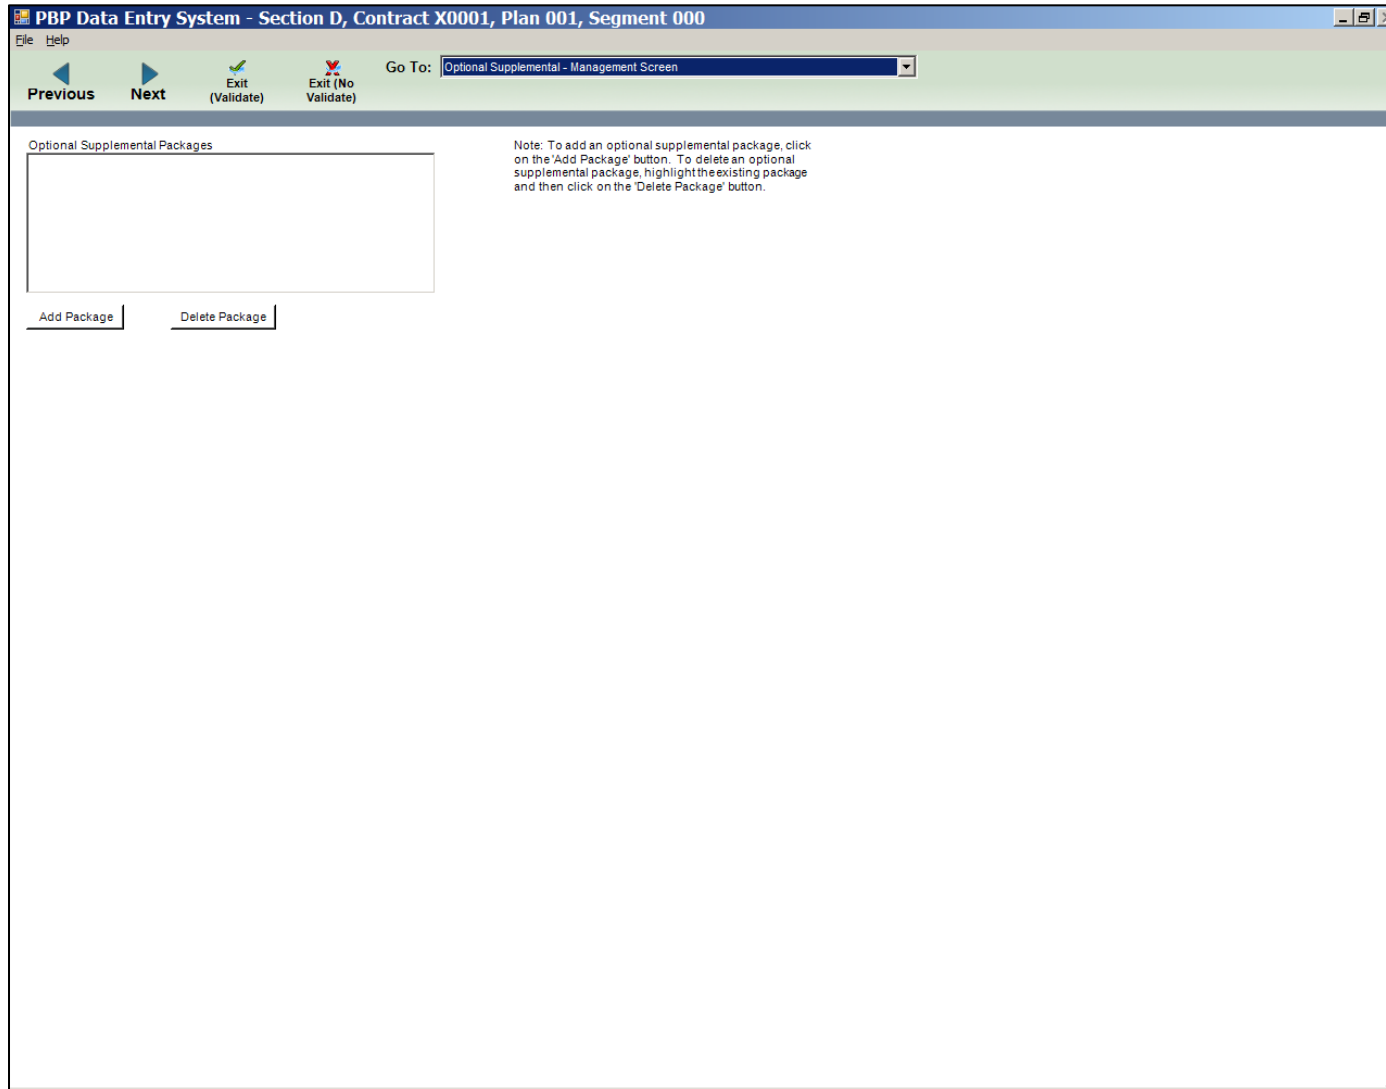 PBP Data Entry System - Section D, Contract X0001, Plan 001, Segment 000
File Help
Previous
Next
Exit
(Validate)
Exit (No
Validate)
Go To: Optional Supplemental - Management Screen
Optional Supplemental Packages
Note: To add an optional supplemental package, click
on the 'Add Package' button. To delete an optional
supplemental package, highlight the existing package
and then click on the 'Delete Package' button.
Add Package
Delete Package